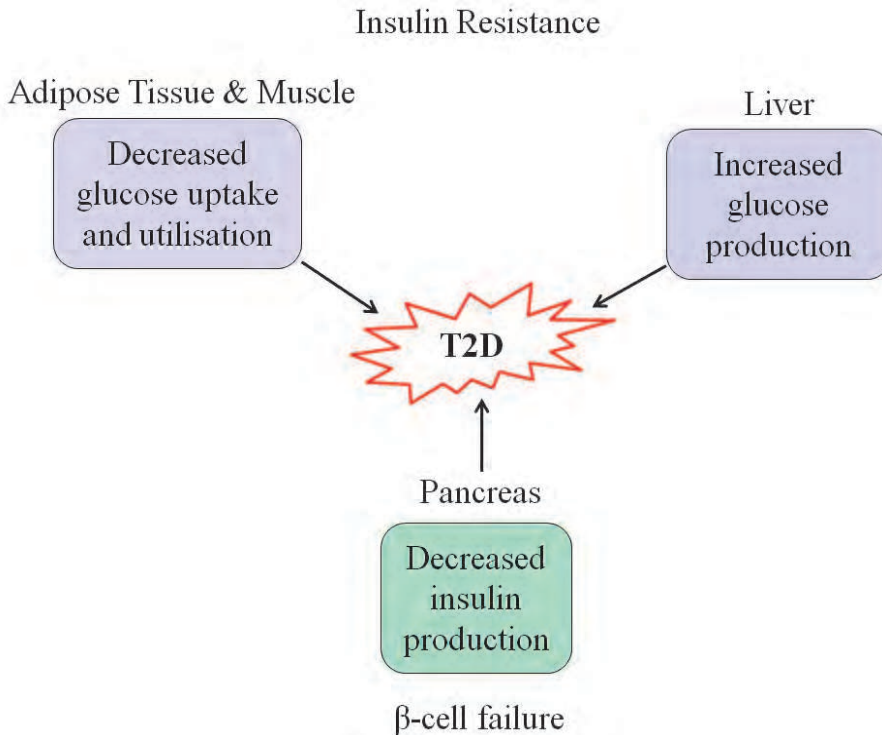 Insulin Resistance
Adipose Tissue & Muscle
Decreased
glucose uptake
and utilisation
Liver
Increased
glucose
production
T2D
Pancreas
Decreased
insulin
production
β-cell failure